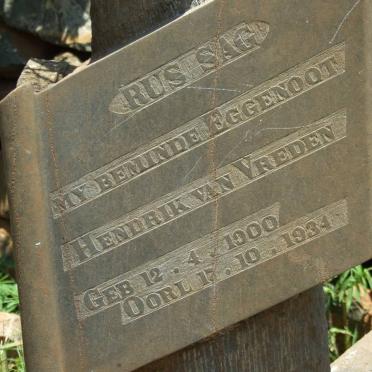 RUS SAG
MY BEMINDE EGGENOOT
HENDRIK VAN VREDEN
GEB 12 . 4 . 1900
OORL 17 . 10 . 1934